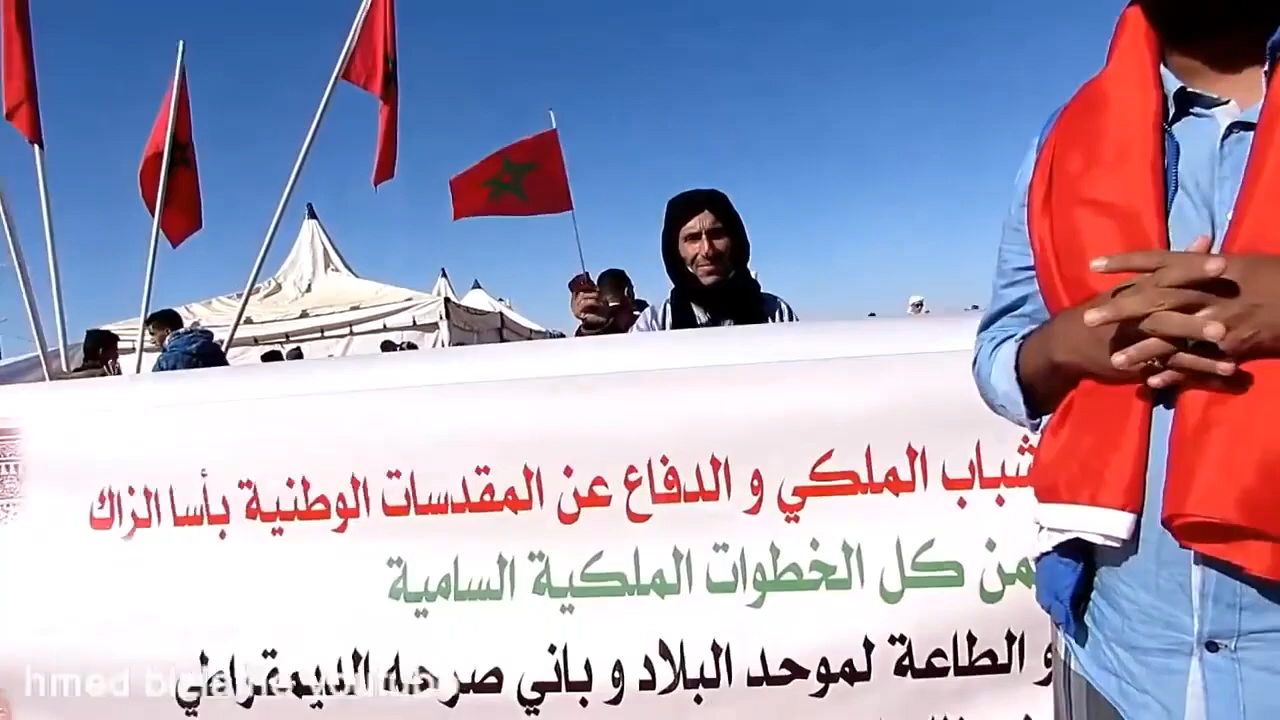 شباب الملكي و الدفاع عن المقدسات الوطنية بأسا الزاك
من كل الخطوات الملكية السامية
و الطاعة لموحد البلاد و باني صرحه الديمقراطي
hmed